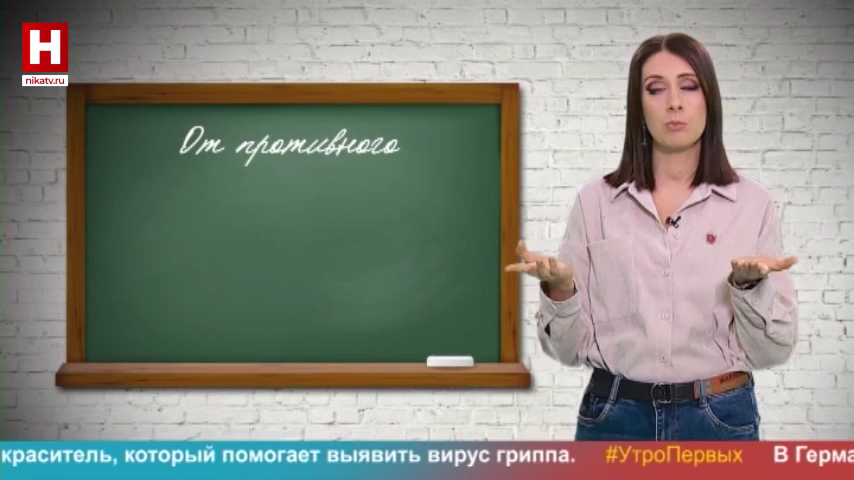 Н
nikatv.ru
От противного
краситель, который помогает выявить вирус гриппа. #УтроПервых В Герма